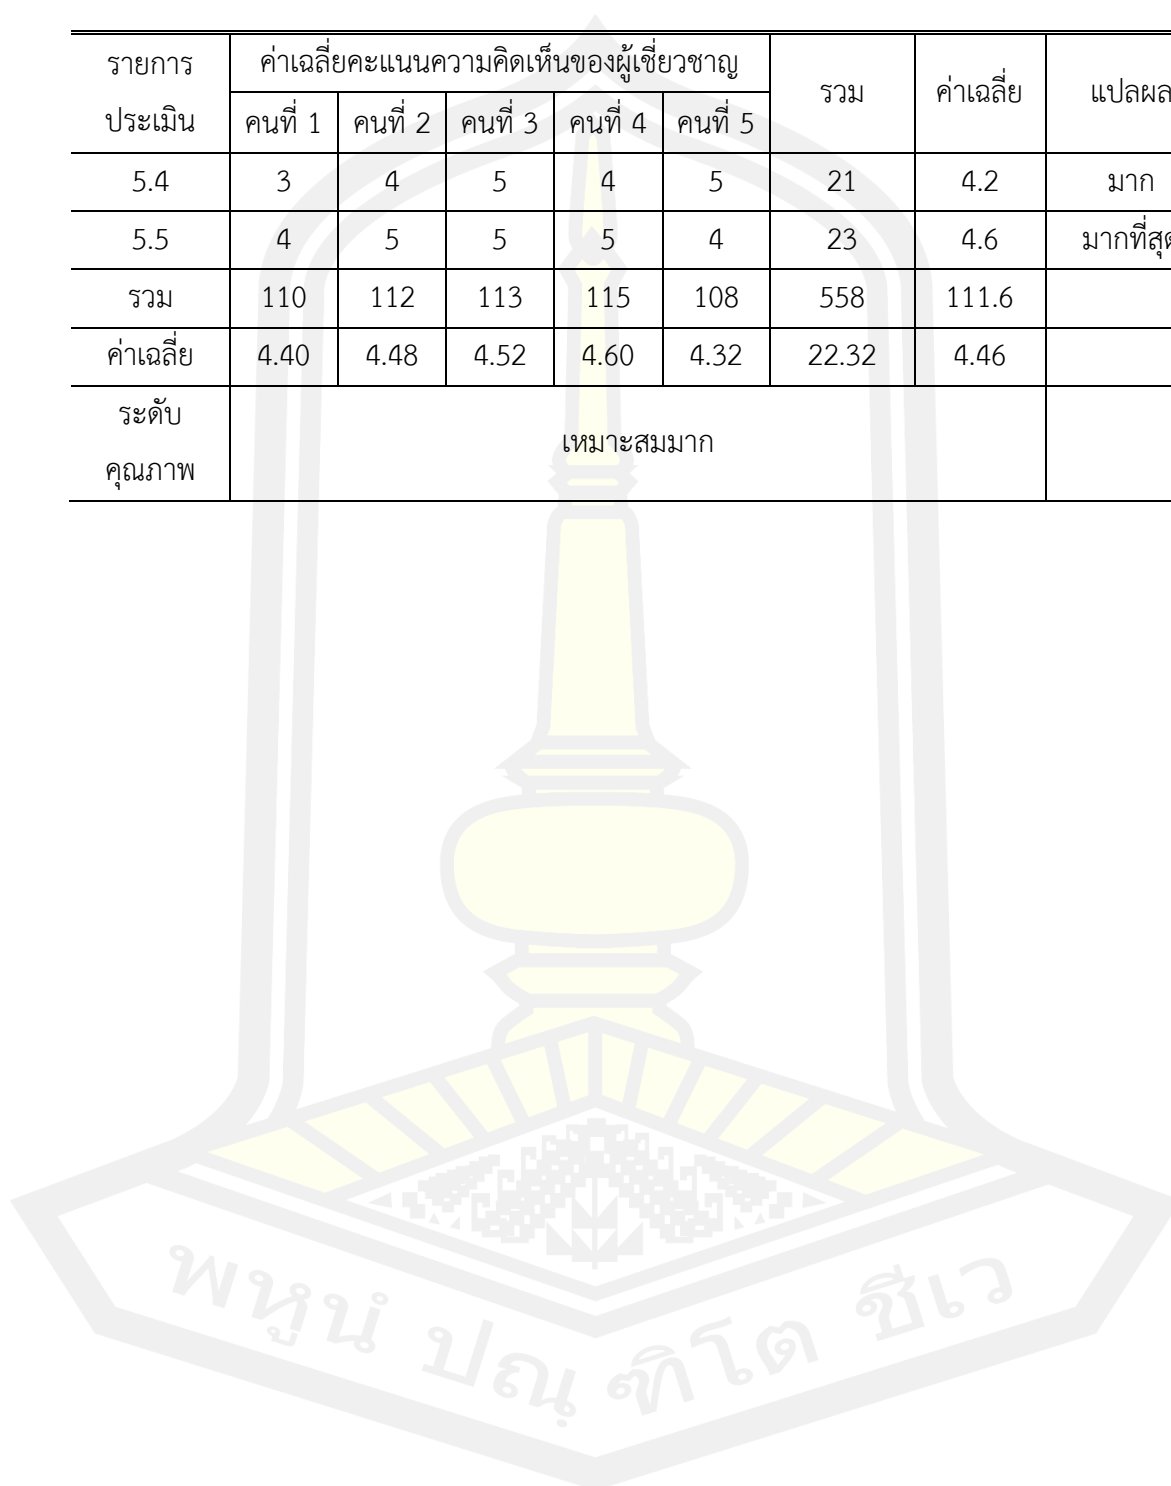 รายการ ค่าเฉลี่ยคะแนนความคิดเห็นของผู้เชี่ยวชาญ รวม ค่าเฉลี่ย แปลผล
ประเมิน คนที่ 1 คนที่ 2 คนที่ 3 คนที่ 4 คนที่ 5
5.4 3 4 5 4 5 21 4.2 มาก
5.5 4 5 5 5 4 23 4.6 มากที่สุด
รวม 110 112 113 115 108 558 111.6
ค่าเฉลี่ย 4.40 4.48 4.52 4.60 4.32 22.32 4.46
ระดับ
คุณภาพ เหมาะสมมาก
พหูนํ ปณฺ ฑิโต ชีเว